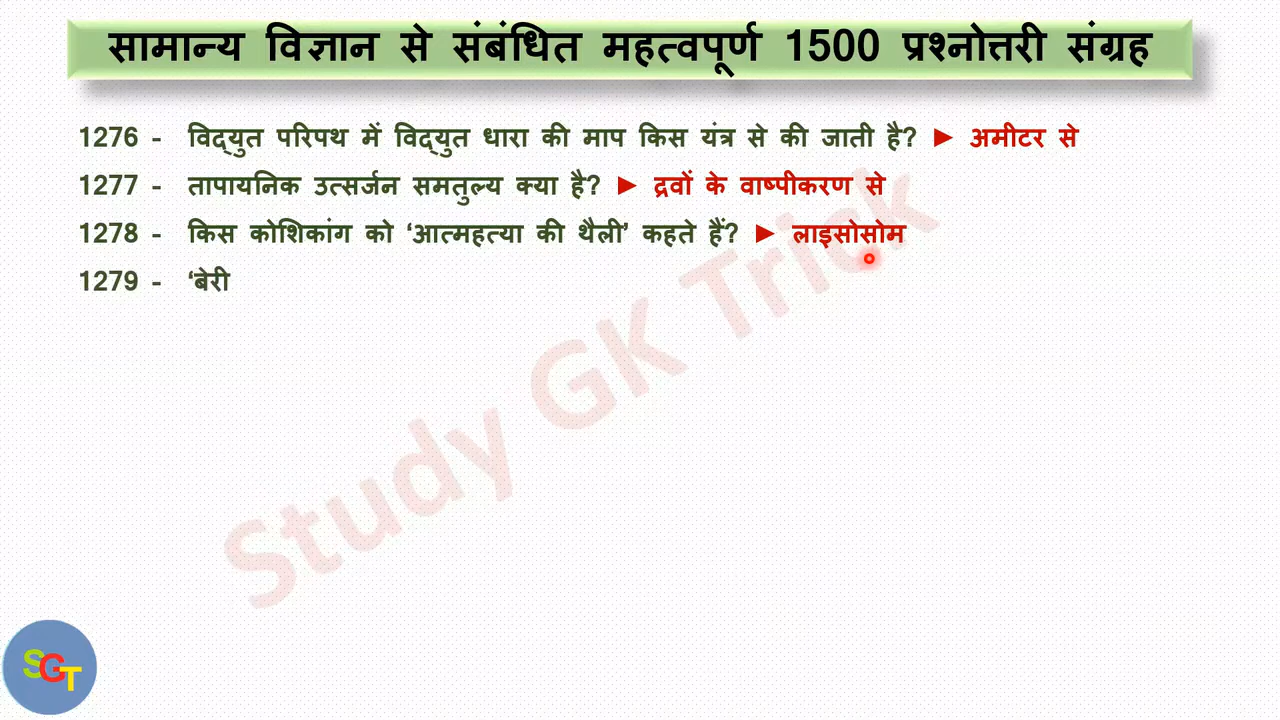 सामान्य विज्ञान से संबंधित महत्वपूर्ण 1500 प्रश्नोत्तरी संग्रह
1276 - विद्युत परिपथ में विद्युत धारा की माप किस यंत्र से की जाती है? ► अमीटर से
1277 - तापायनिक उत्सर्जन समतुल्य क्या है? ► द्रवों के वाष्पीकरण से
1278 - किस कोशिकांग को ‘आत्महत्या की थैली’ कहते हैं? ► लाइसोसोम
1279 - ‘बेरी
Study GK Trick
SGT